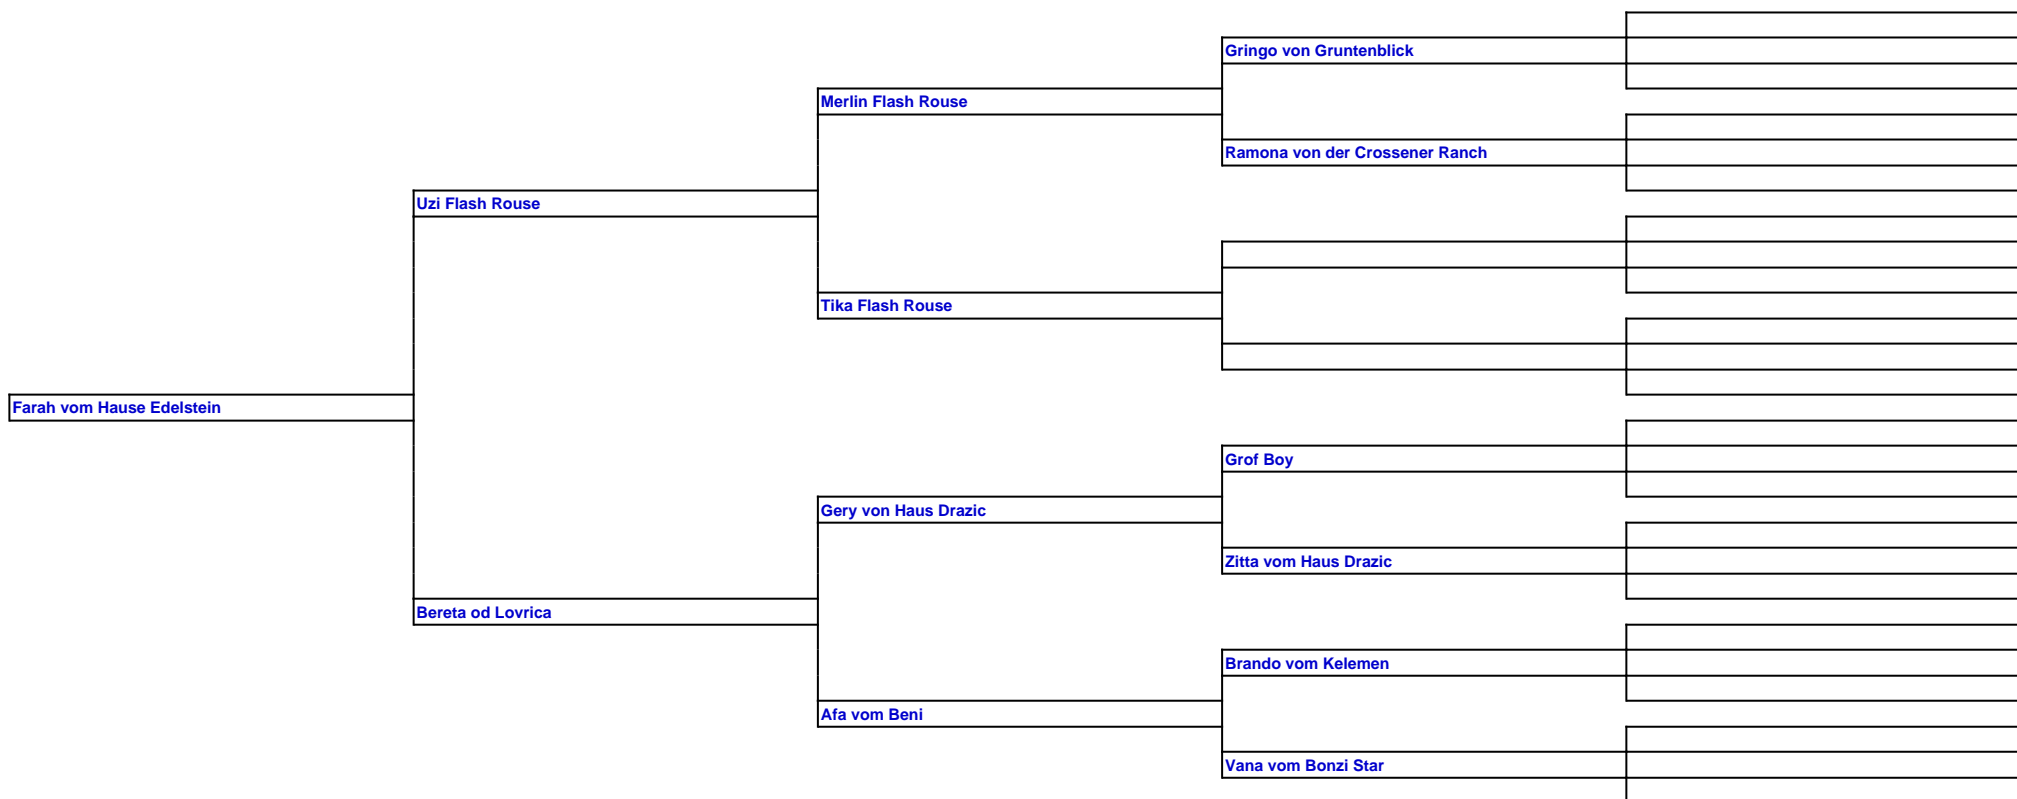 Gringo von Gruntenblick
Merlin Flash Rouse
Ramona von der Crossener Ranch
Uzi Flash Rouse
Tika Flash Rouse
Farah vom Hause Edelstein
Grof Boy
Gery von Haus Drazic
Zitta vom Haus Drazic
Bereta od Lovrica
Brando vom Kelemen
Afa vom Beni
Vana vom Bonzi Star